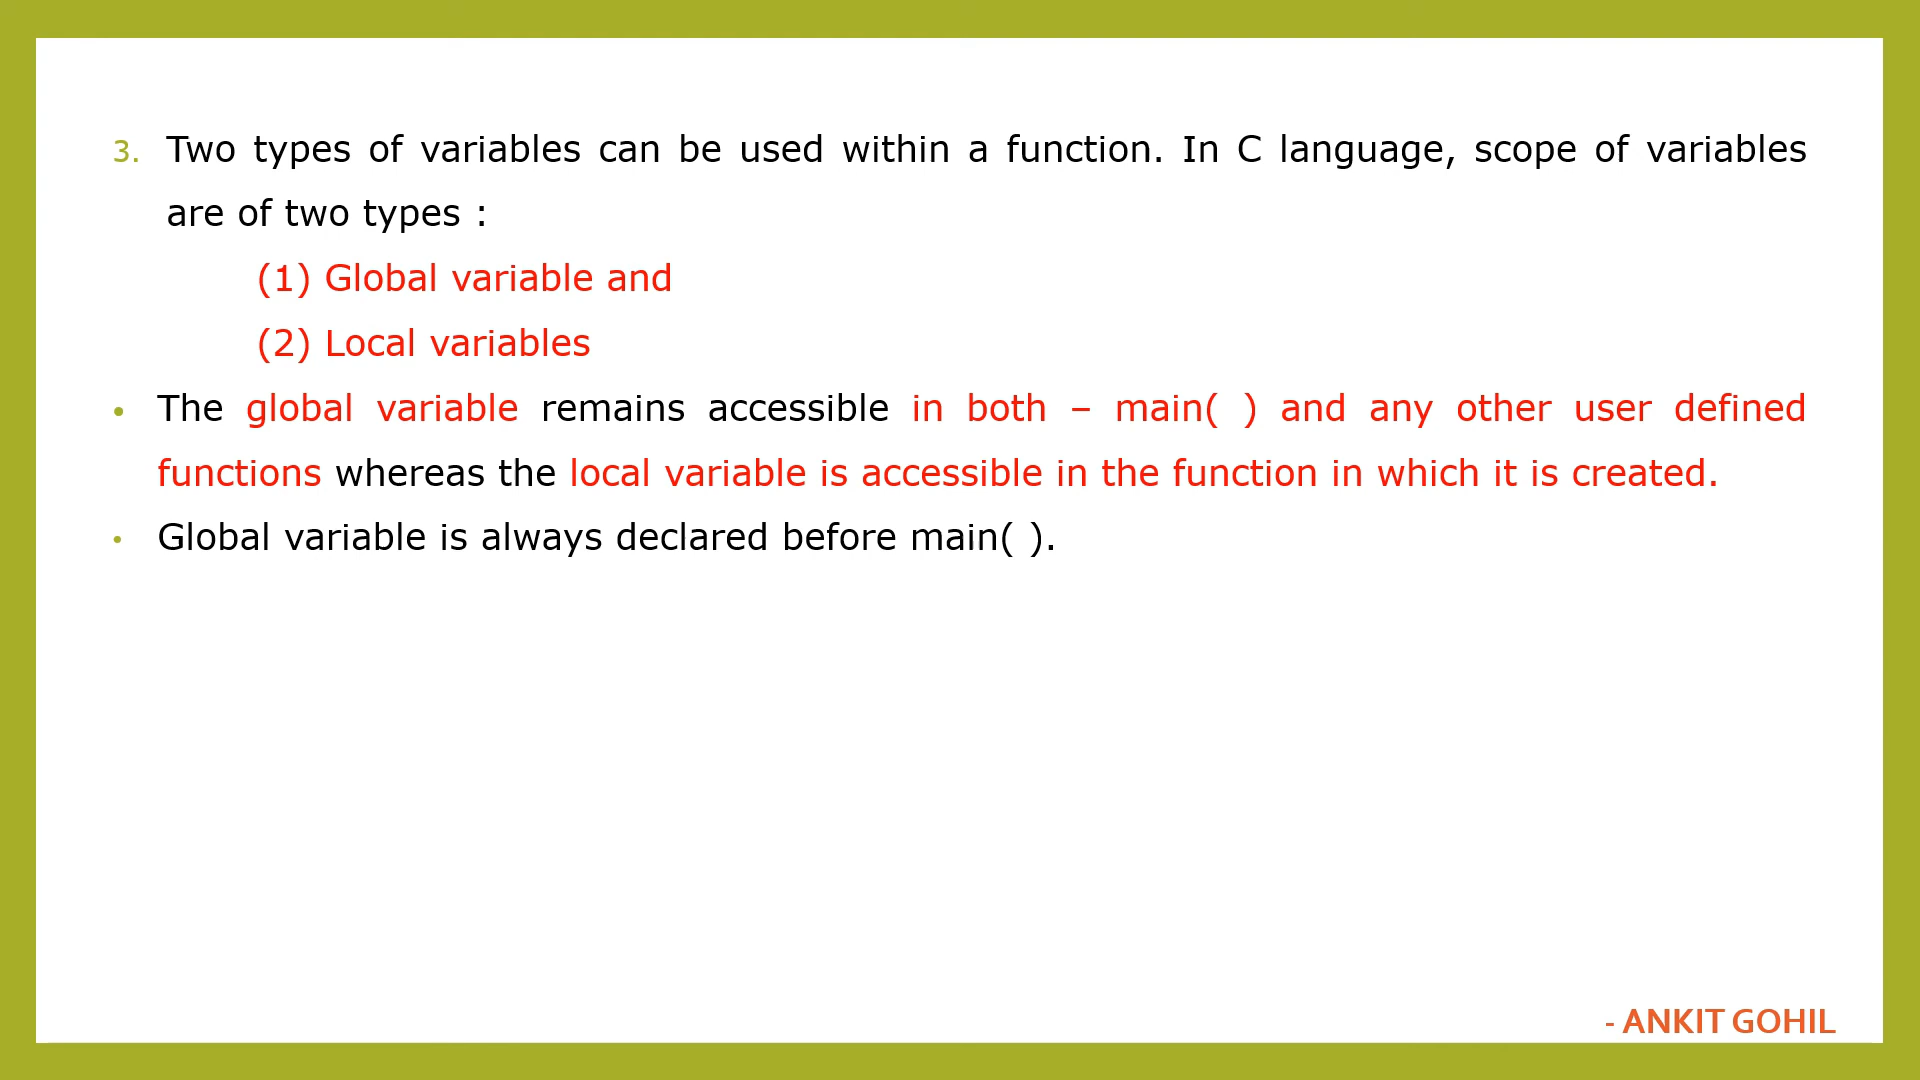 3. Two types of variables can be used within a function. In C language, scope of variables
are of two types :
(1) Global variable and
(2) Local variables
• The global variable remains accessible in both – main( ) and any other user defined
functions whereas the local variable is accessible in the function in which it is created.
• Global variable is always declared before main( ).
- ANKIT GOHIL